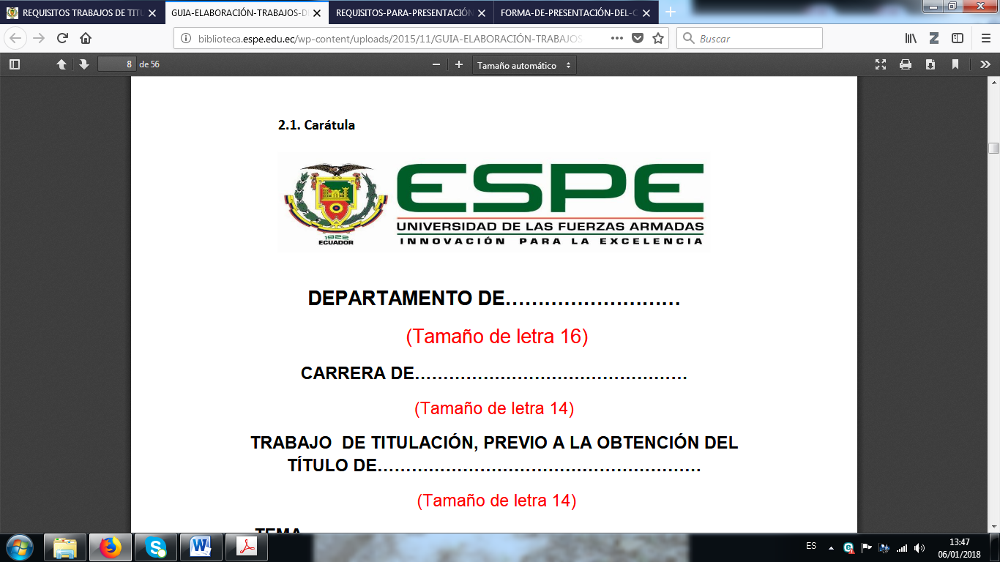 REQUISITOS TRABAJOS DE TITU
GUIA-ELABORACIÓN-TRABAJOS-DE
REQUISITOS-PARA-PRESENTACIÓN
FORMA-DE-PRESENTACIÓN-DEL-C
biblioteca.espe.edu.ec/wp-content/uploads/2015/11/GUIA-ELABORACIÓN-TRABAJOS
Buscar
8 de 56
Tamaño automático
2.1. Carátula
1922
ECUADOR
ESPE
UNIVERSIDAD DE LAS FUERZAS ARMADAS
INNOVACIÓN PARA LA EXCELENCIA
DEPARTAMENTO DE...........................
(Tamaño de letra 16)
CARRERA DE................................................
(Tamaño de letra 14)
TRABAJO DE TITULACIÓN, PREVIO A LA OBTENCIÓN DEL
TÍTULO DE.........................................................
(Tamaño de letra 14)
TEMA
ES
13:47
06/01/2018